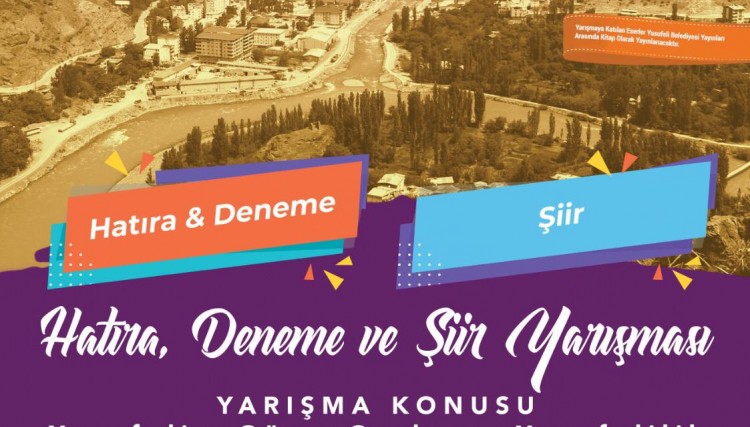 Yarışmaya Katılan Eserler Yusufeli Belediyesi Yayınları
Arasında Kitap Olarak Yayınlanacaktır.
Hatıra & Deneme
Şiir
Hatıra, Deneme ve Şiir Yarışması
YARIŞMA KONUSU